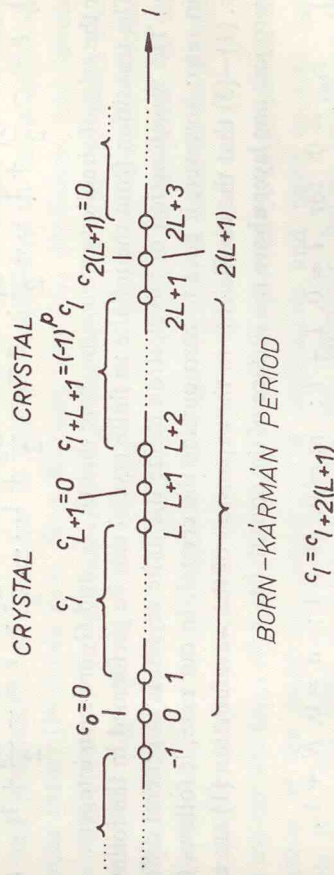 CRYSTAL CRYSTAL
c₀=0 c_l c_{L+1}=0 c_{l+L+1}=(-1)^p c_l c_{2(L+1)}=0
-1 0 1 L L+1 L+2 2L+1 2L+3 l
2(L+1)
BORN-KÁRMÁN PERIOD
c_l=c_{l+2(L+1)}